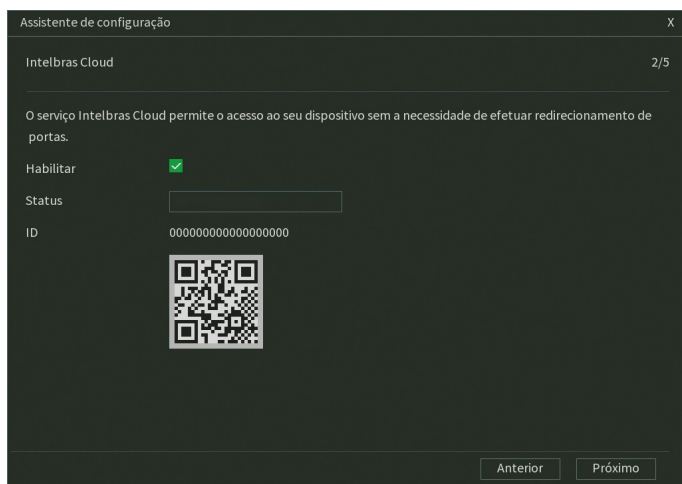 Assistente de configuração X
Intelbras Cloud 2/5
O serviço Intelbras Cloud permite o acesso ao seu dispositivo sem a necessidade de efetuar redirecionamento de
portas.
Habilitar
Status
ID 000000000000000000
Anterior Próximo